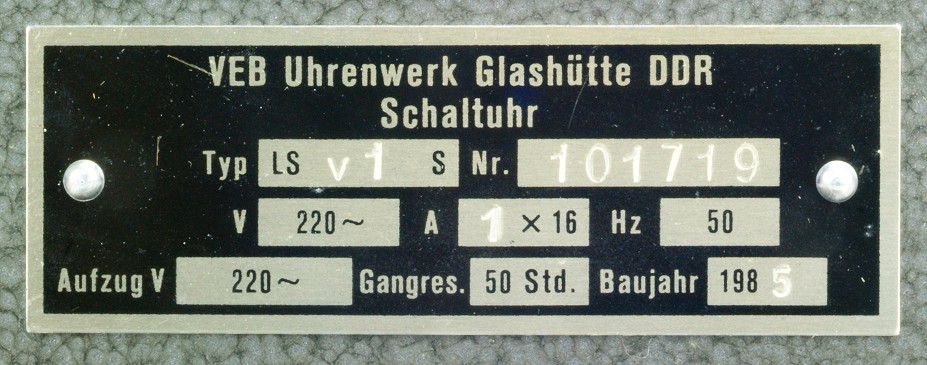 VEB Uhrenwerk Glashütte DDR
Schaltuhr
Typ LS v1 S Nr. 101719
V 220~ A 1 × 16 Hz 50
Aufzug V 220~ Gangres. 50 Std. Baujahr 1985